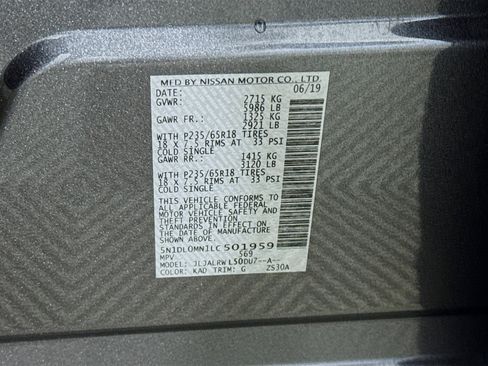 MFD BY NISSAN MOTOR CO., LTD.
DATE: 06/19
GVWR: 2715 KG
5986 LB
GAWR FR.: 1325 KG
2921 LB
WITH P235/65R18 TIRES
18 X 7.5 RIMS AT 33 PSI
COLD SINGLE
GAWR RR.: 1415 KG
3120 LB
WITH P235/65R18 TIRES
18 X 7.5 RIMS AT 33 PSI
COLD SINGLE
THIS VEHICLE CONFORMS TO
ALL APPLICABLE FEDERAL
MOTOR VEHICLE SAFETY AND
THEFT PREVENTION
STANDARDS IN EFFECT ON
THE DATE OF MANUFACTURE
SHOWN ABOVE.
5N1DL0MN1LC501959
MPV 569
MODEL: JLJALRWL50DU7--A--
COLOR: KAD TRIM: G ZS30A